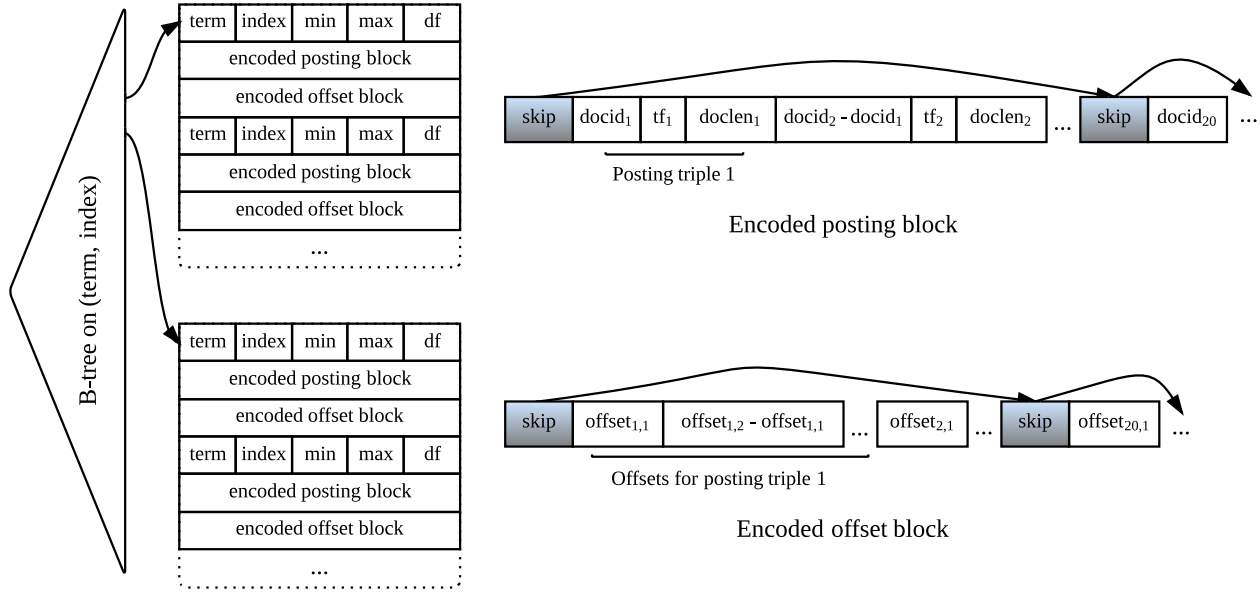 B-tree on (term, index)
term index min max df
encoded posting block
encoded offset block
term index min max df
encoded posting block
encoded offset block
...
term index min max df
encoded posting block
encoded offset block
term index min max df
encoded posting block
encoded offset block
...
skip docid₁ tf₁ doclen₁ docid₂ - docid₁ tf₂ doclen₂ ... skip docid₂₀ ...
Posting triple 1
Encoded posting block
skip offset₁,₁ offset₁,₂ - offset₁,₁ ... offset₂,₁ ... skip offset₂₀,₁ ...
Offsets for posting triple 1
Encoded offset block